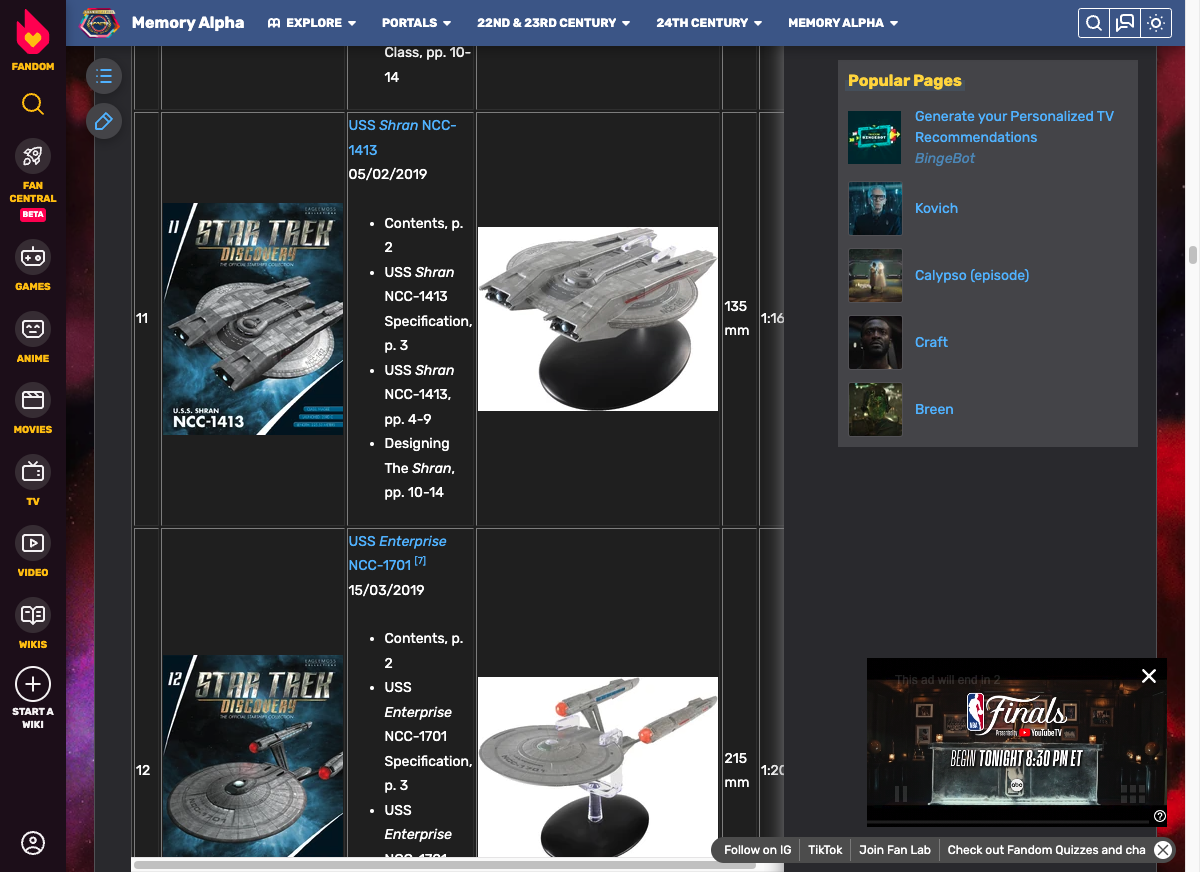 FANDOM
FAN
CENTRAL
BETA
GAMES
ANIME
MOVIES
TV
VIDEO
WIKIS
START A
WIKI
Memory Alpha
EXPLORE
PORTALS
22ND & 23RD CENTURY
24TH CENTURY
MEMORY ALPHA
Class, pp. 10-
14
11
11
STAR TREK
DISCOVERY
THE OFFICIAL STARSHIPS COLLECTION
U.S.S. SHRAN
NCC-1413
USS Shran NCC-
1413
05/02/2019
• Contents, p.
2
• USS Shran
NCC-1413
Specification,
p. 3
• USS Shran
NCC-1413,
pp. 4-9
• Designing
The Shran,
pp. 10-14
135
mm
1:16
12
12
STAR TREK
DISCOVERY
THE OFFICIAL STARSHIPS COLLECTION
USS Enterprise
NCC-1701 [7]
15/03/2019
• Contents, p.
2
• USS
Enterprise
NCC-1701
Specification,
p. 3
• USS
Enterprise
NCC-1701
215
mm
1:20
Popular Pages
Generate your Personalized TV
Recommendations
BingeBot
Kovich
Calypso (episode)
Craft
Breen
This ad will end in 2
NBA
Finals
Presented by YouTube TV
BEGIN TONIGHT 8:30 PM ET
abc
Follow on IG
TikTok
Join Fan Lab
Check out Fandom Quizzes and cha